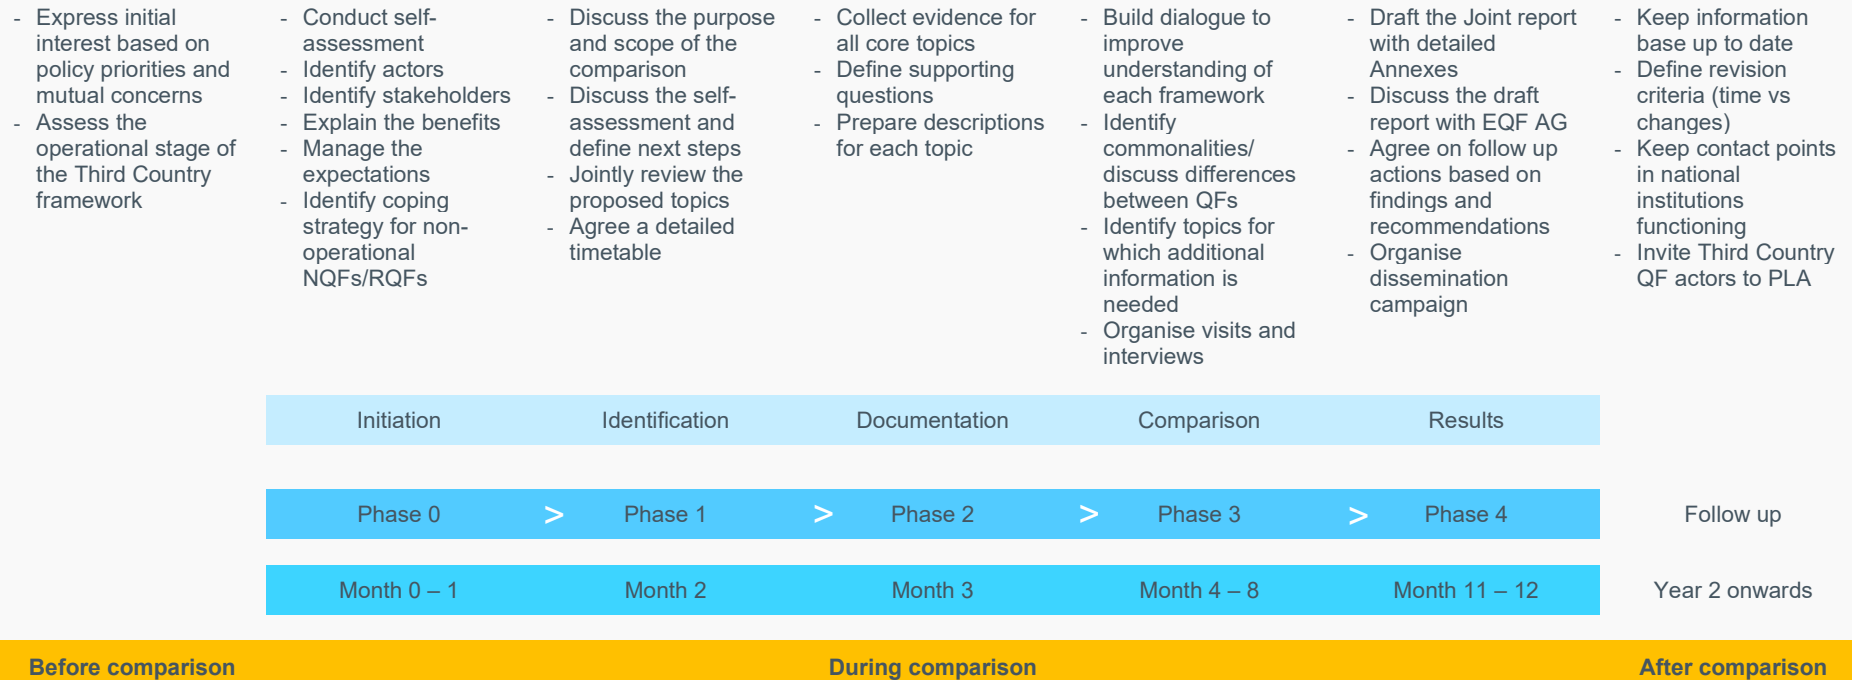 - Express initial
interest based on
policy priorities and
mutual concerns
- Assess the
operational stage of
the Third Country
framework
- Conduct self-
assessment
- Identify actors
- Identify stakeholders
- Explain the benefits
- Manage the
expectations
- Identify coping
strategy for non-
operational
NQFs/RQFs
- Discuss the purpose
and scope of the
comparison
- Discuss the self-
assessment and
define next steps
- Jointly review the
proposed topics
- Agree a detailed
timetable
- Collect evidence for
all core topics
- Define supporting
questions
- Prepare descriptions
for each topic
- Build dialogue to
improve
understanding of
each framework
- Identify
commonalities/
discuss differences
between QFs
- Identify topics for
which additional
information is
needed
- Organise visits and
interviews
- Draft the Joint report
with detailed
Annexes
- Discuss the draft
report with EQF AG
- Agree on follow up
actions based on
findings and
recommendations
- Organise
dissemination
campaign
- Keep information
base up to date
- Define revision
criteria (time vs
changes)
- Keep contact points
in national
institutions
functioning
- Invite Third Country
QF actors to PLA
Initiation Identification Documentation Comparison Results
Phase 0 > Phase 1 > Phase 2 > Phase 3 > Phase 4 Follow up
Month 0 – 1 Month 2 Month 3 Month 4 – 8 Month 11 – 12 Year 2 onwards
Before comparison During comparison After comparison